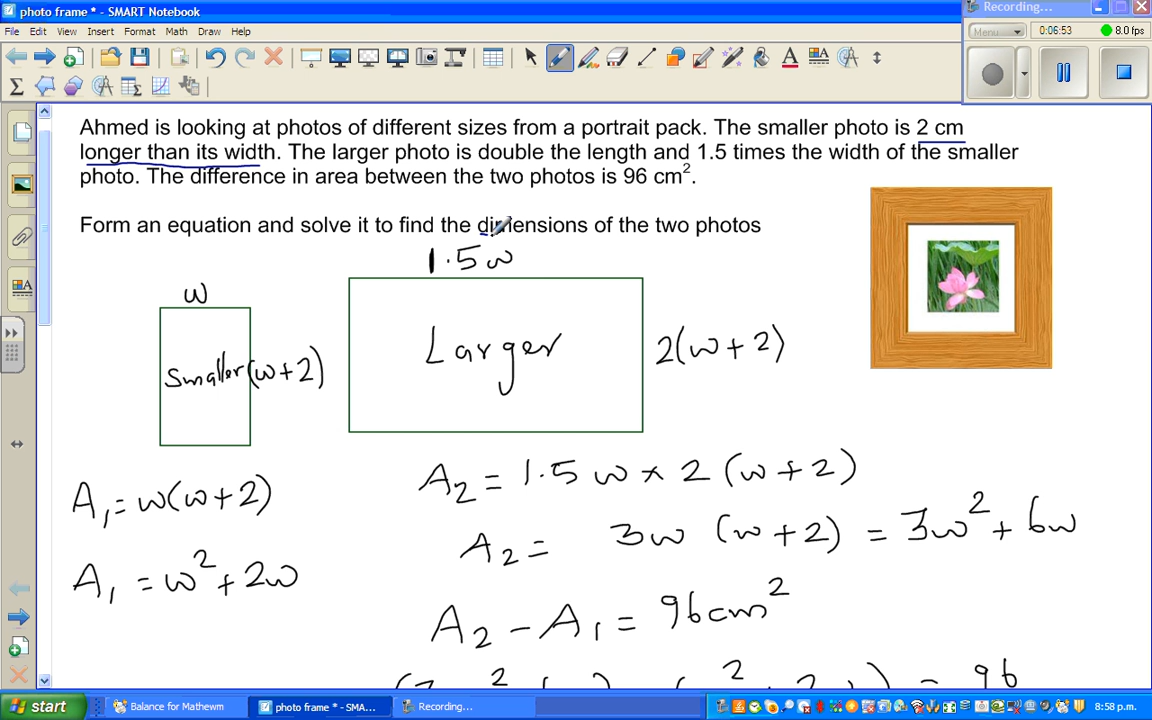 photo frame * - SMART Notebook
Recording...
File Edit View Insert Format Math Draw Help
Menu
0:06:53
8.0 fps
Ahmed is looking at photos of different sizes from a portrait pack. The smaller photo is 2 cm
longer than its width. The larger photo is double the length and 1.5 times the width of the smaller
photo. The difference in area between the two photos is 96 cm².
Form an equation and solve it to find the dimensions of the two photos
1.5w
w
Larger
2(w+2)
smaller
(w+2)
A₂ = 1.5w × 2 (w+2)
A₁ = w(w+2)
A₂ = 3w (w+2) = 3w² + 6w
A₁ = w² + 2w
A₂ - A₁ = 96cm²
= 96
start
Balance for Mathewm
photo frame * - SMA...
Recording...
8:58 p.m.